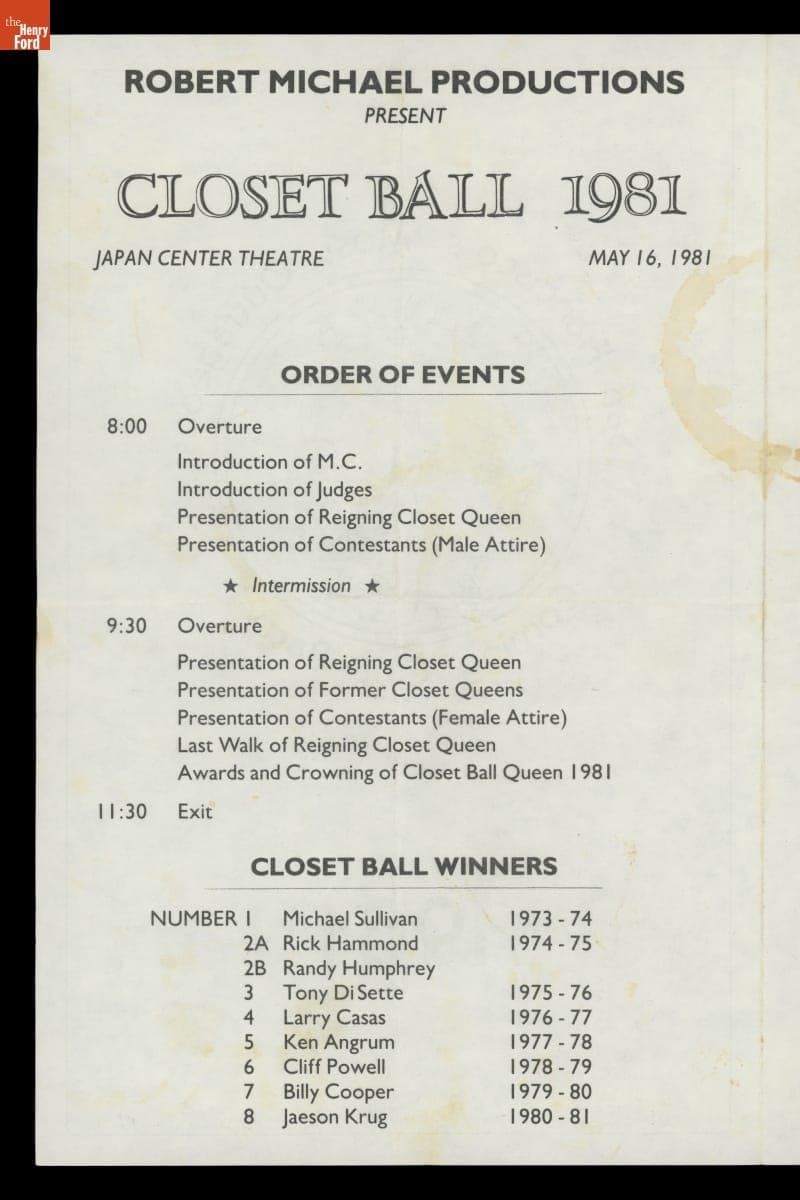 the
Henry
Ford
ROBERT MICHAEL PRODUCTIONS
PRESENT
CLOSET BALL 1981
JAPAN CENTER THEATRE MAY 16, 1981
ORDER OF EVENTS
8:00 Overture
Introduction of M.C.
Introduction of Judges
Presentation of Reigning Closet Queen
Presentation of Contestants (Male Attire)
★ Intermission ★
9:30 Overture
Presentation of Reigning Closet Queen
Presentation of Former Closet Queens
Presentation of Contestants (Female Attire)
Last Walk of Reigning Closet Queen
Awards and Crowning of Closet Ball Queen 1981
11:30 Exit
CLOSET BALL WINNERS
NUMBER 1 Michael Sullivan 1973 - 74
2A Rick Hammond 1974 - 75
2B Randy Humphrey
3 Tony Di Sette 1975 - 76
4 Larry Casas 1976 - 77
5 Ken Angrum 1977 - 78
6 Cliff Powell 1978 - 79
7 Billy Cooper 1979 - 80
8 Jaeson Krug 1980 - 81